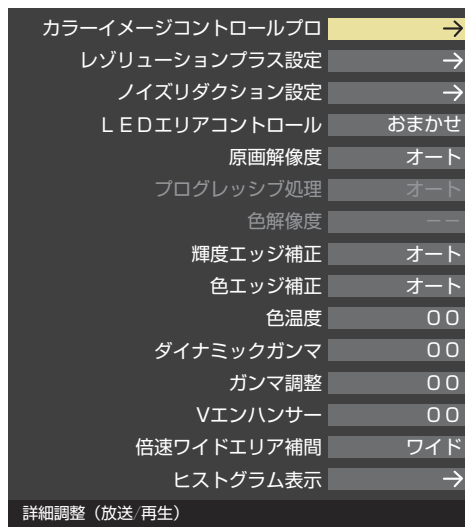 カラーイメージコントロールプロ →
レゾリューションプラス設定 →
ノイズリダクション設定 →
ＬＥＤエリアコントロール おまかせ
原画解像度 オート
プログレッシブ処理 オート
色解像度 －－
輝度エッジ補正 オート
色エッジ補正 オート
色温度 ００
ダイナミックガンマ ００
ガンマ調整 ００
Vエンハンサー ００
倍速ワイドエリア補間 ワイド
ヒストグラム表示 →
詳細調整（放送/再生）